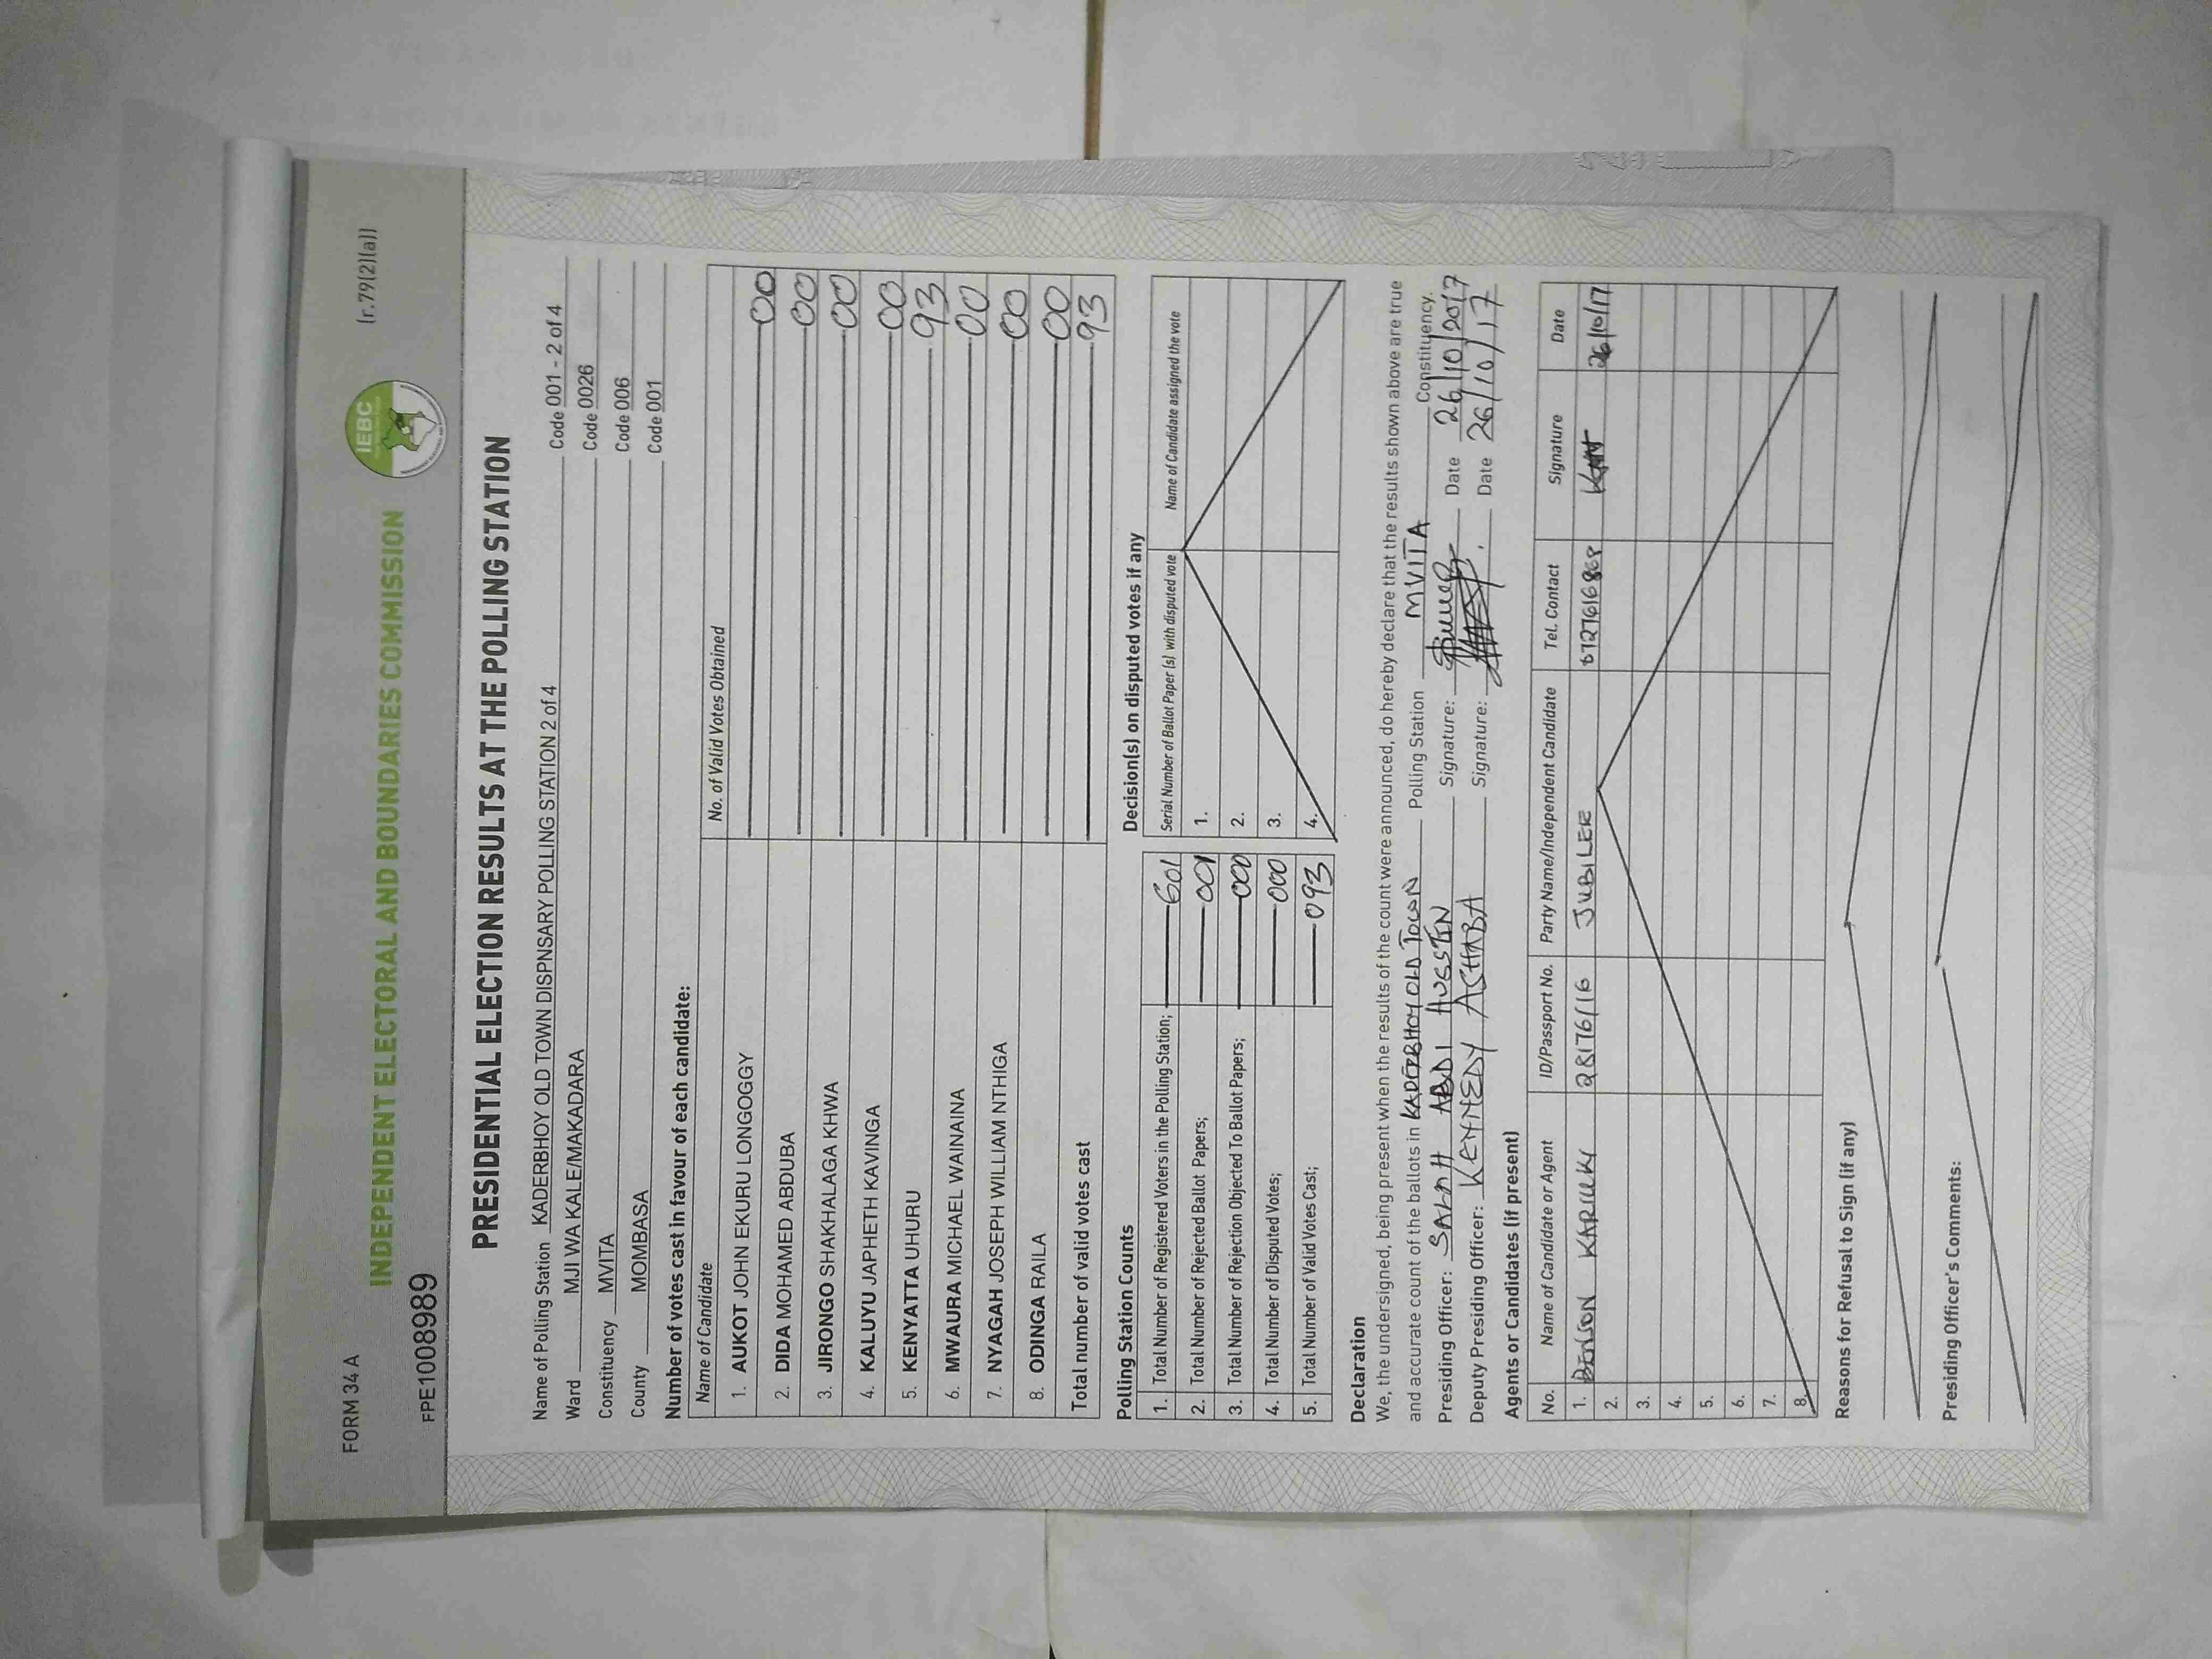 FORM 34 A
(r.79(2)(a))
INDEPENDENT ELECTORAL AND BOUNDARIES COMMISSION
IEBC
FPE1008989
PRESIDENTIAL ELECTION RESULTS AT THE POLLING STATION
Name of Polling Station KADERBHOY OLD TOWN DISPNSARY POLLING STATION 2 of 4 Code 001 - 2 of 4
Ward MJI WA KALE/MAKADARA Code 0026
Constituency MVITA Code 006
County MOMBASA Code 001
Number of votes cast in favour of each candidate:
Name of Candidate No. of Valid Votes Obtained
1. AUKOT JOHN EKURU LONGOGGY 00
2. DIDA MOHAMED ABDUBA 00
3. JIRONGO SHAKHALAGA KHWA 00
4. KALUYU JAPHETH KAVINGA 00
5. KENYATTA UHURU 93
6. MWAURA MICHAEL WAINAINA 00
7. NYAGAH JOSEPH WILLIAM NTHIGA 00
8. ODINGA RAILA 00
Total number of valid votes cast 93
Polling Station Counts
1. Total Number of Registered Voters in the Polling Station; 601
2. Total Number of Rejected Ballot Papers; 001
3. Total Number of Rejection Objected To Ballot Papers; 000
4. Total Number of Disputed Votes; 000
5. Total Number of Valid Votes Cast; 093
Decision(s) on disputed votes if any
Serial Number of Ballot Paper (s) with disputed vote Name of Candidate assigned the vote
1.
2.
3.
4.
Declaration
We, the undersigned, being present when the results of the count were announced, do hereby declare that the results shown above are true
and accurate count of the ballots in KADERBHOY OLD TOWN Polling Station MVITA Constituency.
Presiding Officer: SALAH ABDI HUSSEIN Signature: Date 26/10/2017
Deputy Presiding Officer: KENNEDY ACHABA Signature: Date 26/10/17
Agents or Candidates (if present)
No. Name of Candidate or Agent ID/Passport No. Party Name/Independent Candidate Tel. Contact Signature Date
1. BENSON KARIUKI 28176116 JUBILEE 26/10/17
2.
3.
4.
5.
6.
7.
8.
Reasons for Refusal to Sign (if any)
Presiding Officer's Comments: